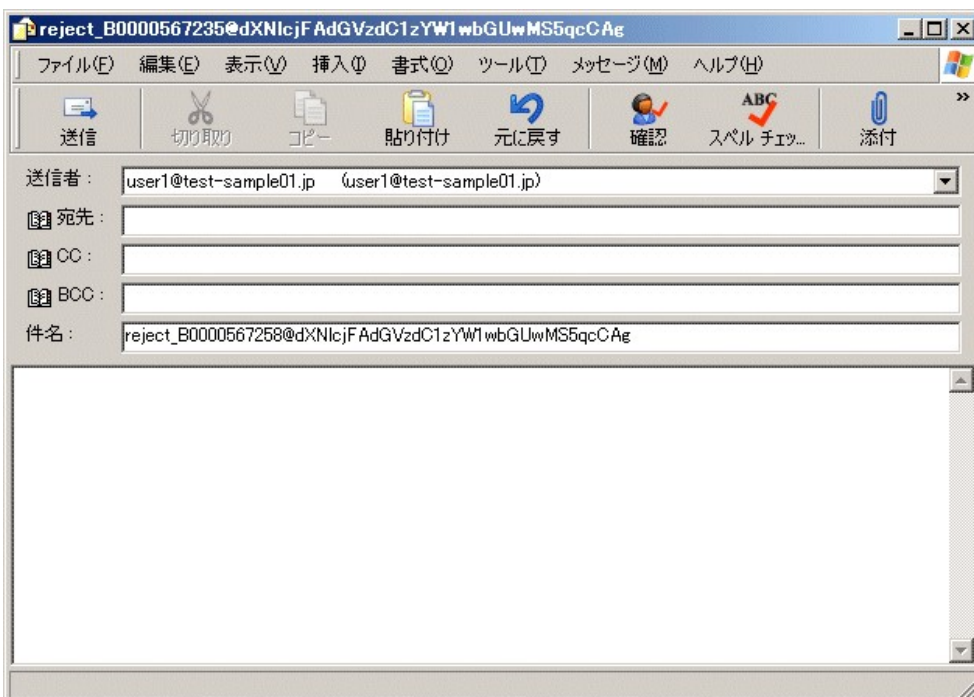 reject_B0000567235@dXNlcjFAdGVzdC1zYW1wbGUwMS5qcCAg
ファイル(F) 編集(E) 表示(V) 挿入(I) 書式(O) ツール(T) メッセージ(M) ヘルプ(H)
送信 切り取り コピー 貼り付け 元に戻す ABC 確認 スペル チェッ... 添付 »
送信者: user1@test-sample01.jp (user1@test-sample01.jp)
宛先:
CC:
BCC:
件名: reject_B0000567258@dXNlcjFAdGVzdC1zYW1wbGUwMS5qcCAg